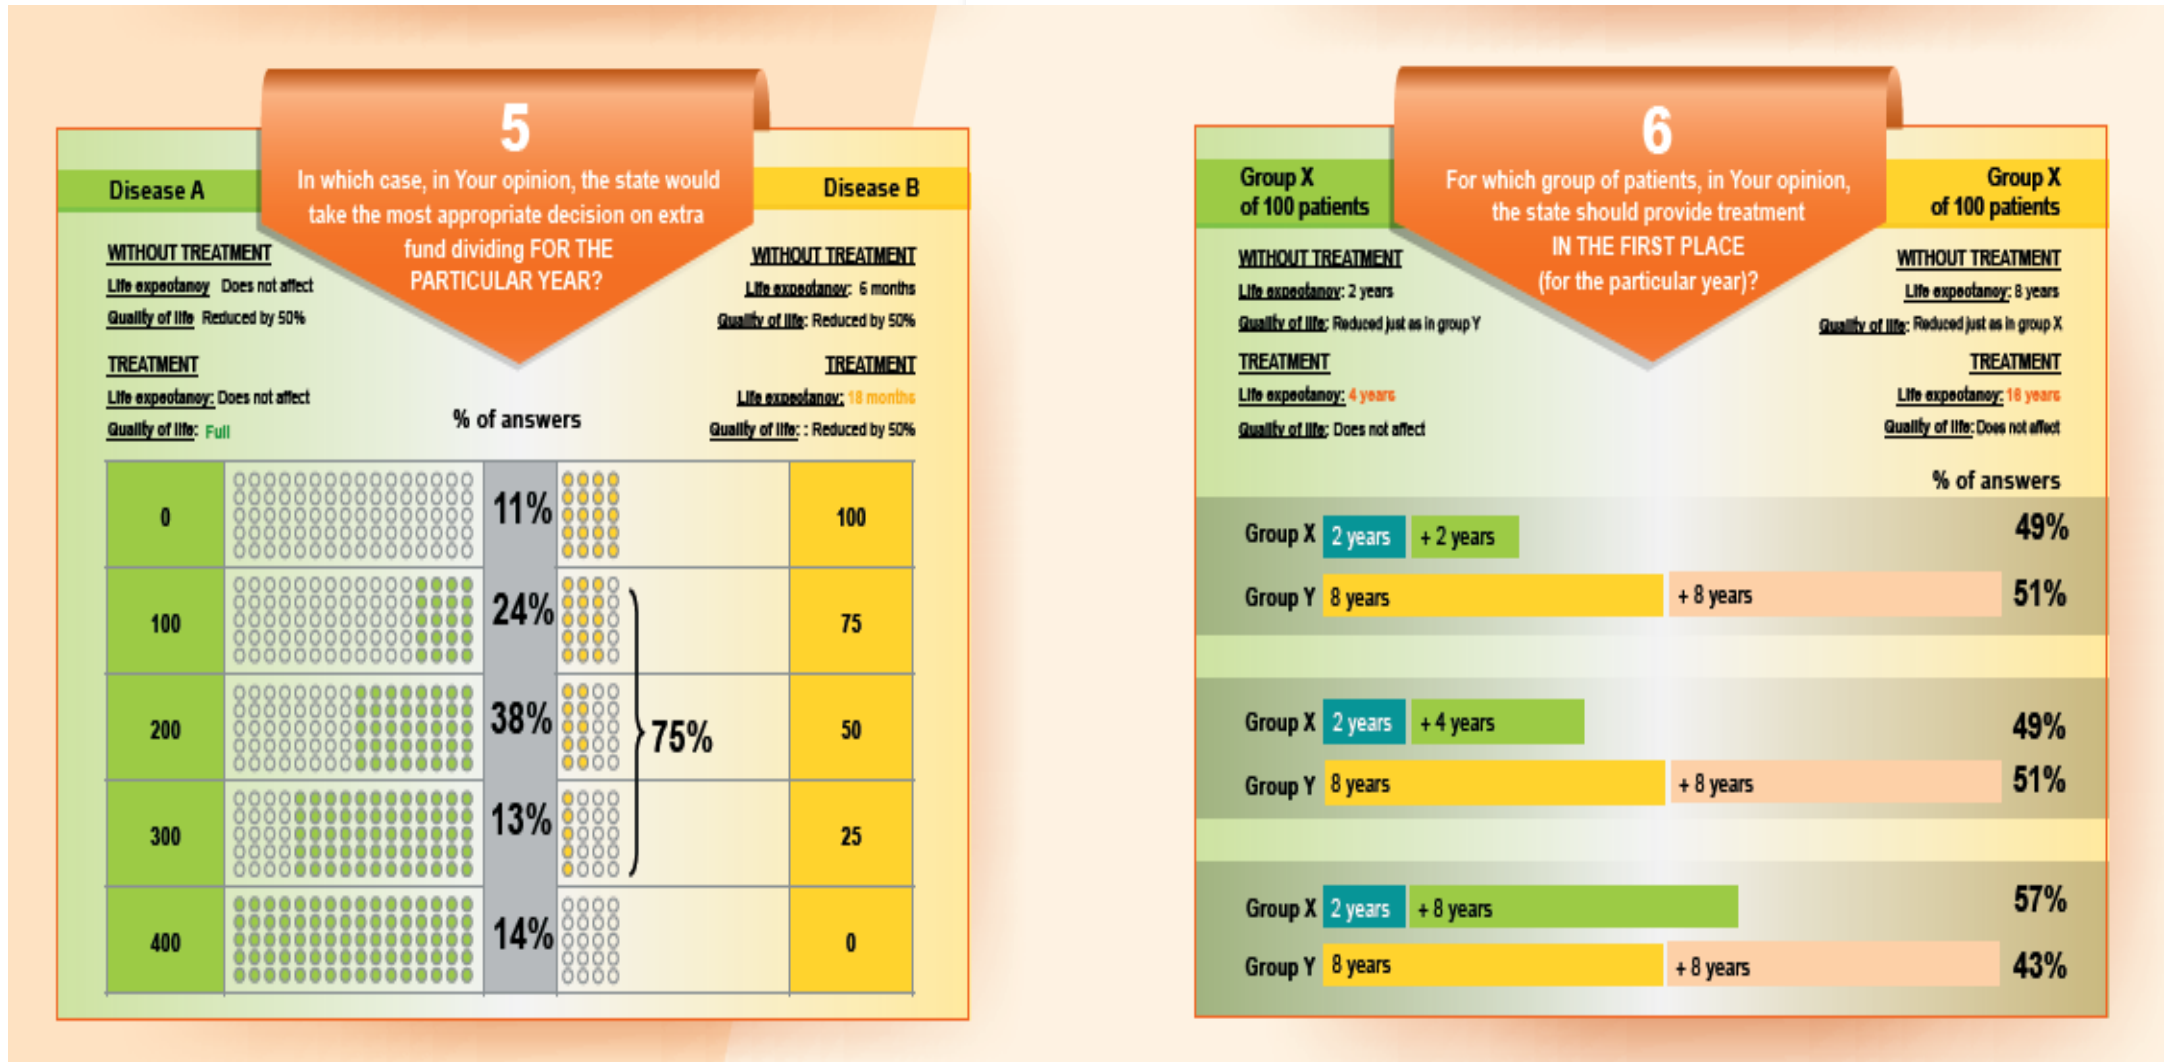 5
In which case, in Your opinion, the state would
take the most appropriate decision on extra
fund dividing FOR THE
PARTICULAR YEAR?
Disease A
WITHOUT TREATMENT
Life expectancy Does not affect
Quality of life Reduced by 50%
TREATMENT
Life expectancy: Does not affect
Quality of life: Full
Disease B
WITHOUT TREATMENT
Life expectancy: 6 months
Quality of life: Reduced by 50%
TREATMENT
Life expectancy: 18 months
Quality of life: : Reduced by 50%
% of answers
0 11% 100
100 24% 75
200 38% 50
75%
300 13% 25
400 14% 0
6
For which group of patients, in Your opinion,
the state should provide treatment
IN THE FIRST PLACE
(for the particular year)?
Group X
of 100 patients
WITHOUT TREATMENT
Life expectancy: 2 years
Quality of life: Reduced just as in group Y
TREATMENT
Life expectancy: 4 years
Quality of life: Does not affect
Group X
of 100 patients
WITHOUT TREATMENT
Life expectancy: 8 years
Quality of life: Reduced just as in group X
TREATMENT
Life expectancy: 16 years
Quality of life: Does not affect
% of answers
Group X 2 years + 2 years 49%
Group Y 8 years + 8 years 51%
Group X 2 years + 4 years 49%
Group Y 8 years + 8 years 51%
Group X 2 years + 8 years 57%
Group Y 8 years + 8 years 43%